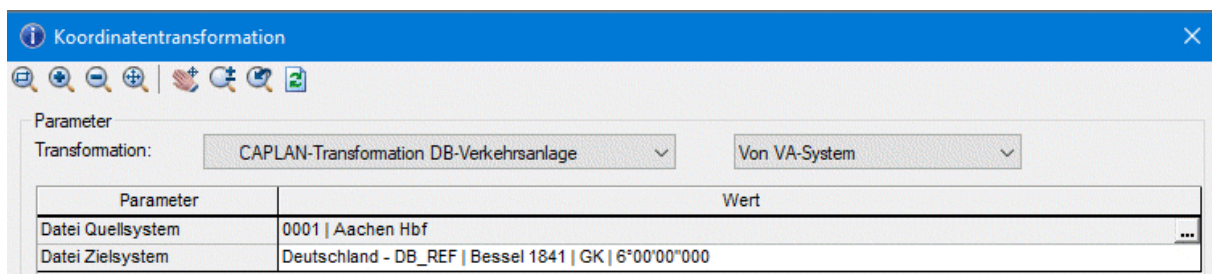 Koordinatentransformation
Parameter
Transformation: CAPLAN-Transformation DB-Verkehrsanlage Von VA-System
Parameter Wert
Datei Quellsystem 0001 | Aachen Hbf ...
Datei Zielsystem Deutschland - DB_REF | Bessel 1841 | GK | 6°00'00"000